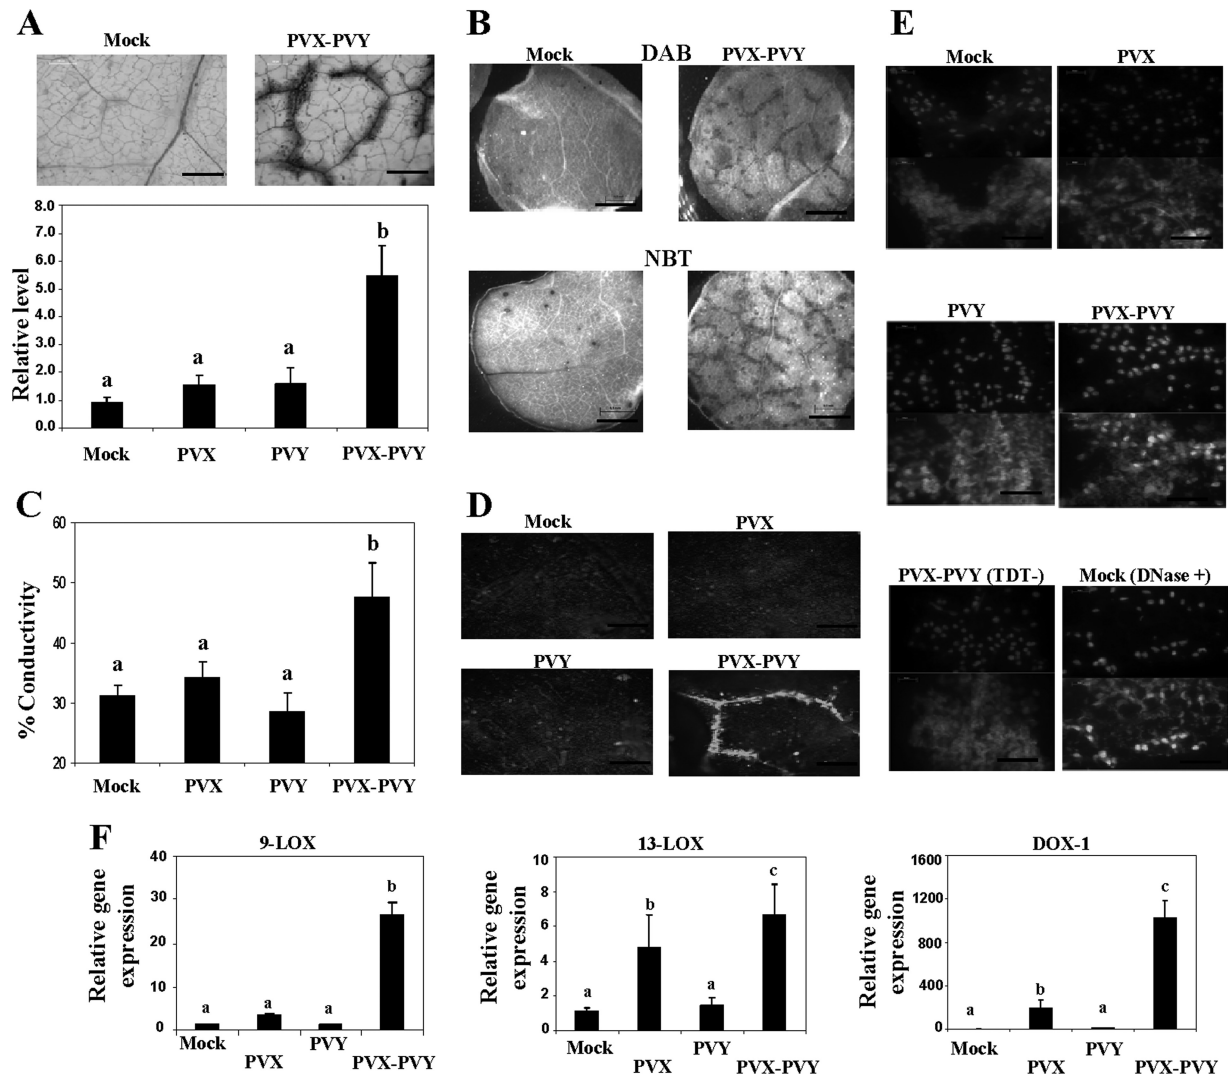 A
Mock
PVX-PVY
Relative level
8.0
7.0
6.0
5.0
4.0
3.0
2.0
1.0
0.0
a
a
a
b
Mock
PVX
PVY
PVX-PVY
B
Mock
DAB
PVX-PVY
NBT
C
% Conductivity
60
50
40
30
20
a
a
a
b
Mock
PVX
PVY
PVX-PVY
D
Mock
PVX
PVY
PVX-PVY
E
Mock
PVX
PVY
PVX-PVY
PVX-PVY (TDT-)
Mock (DNase +)
F
9-LOX
Relative gene
expression
40
30
20
10
0
a
a
a
b
Mock
PVX
PVY
PVX-PVY
13-LOX
Relative gene
expression
10
8
6
4
2
0
a
b
a
c
Mock
PVX
PVY
PVX-PVY
DOX-1
Relative gene
expression
1600
1200
800
400
0
a
b
a
c
Mock
PVX
PVY
PVX-PVY